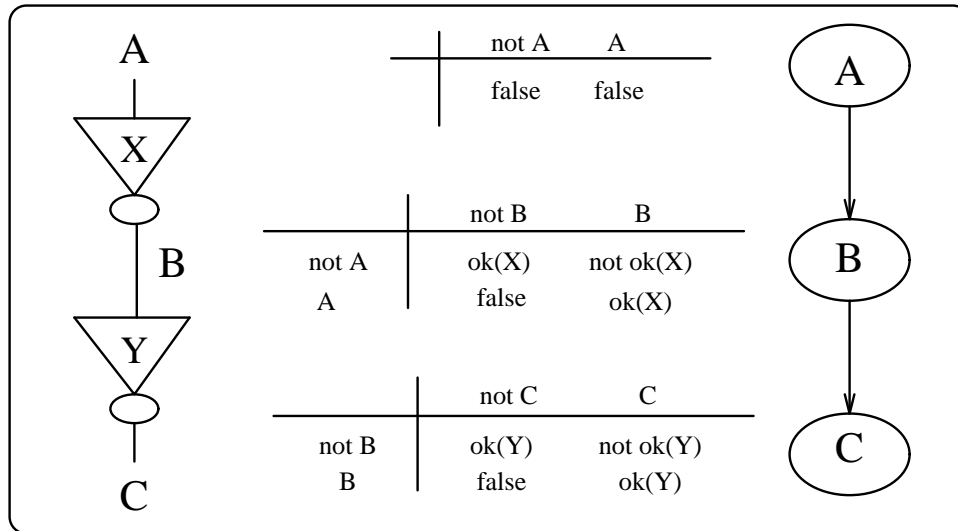 A
X
B
Y
C
not A A
false false
not B B
not A ok(X) not ok(X)
A false ok(X)
not C C
not B ok(Y) not ok(Y)
B false ok(Y)
A
B
C